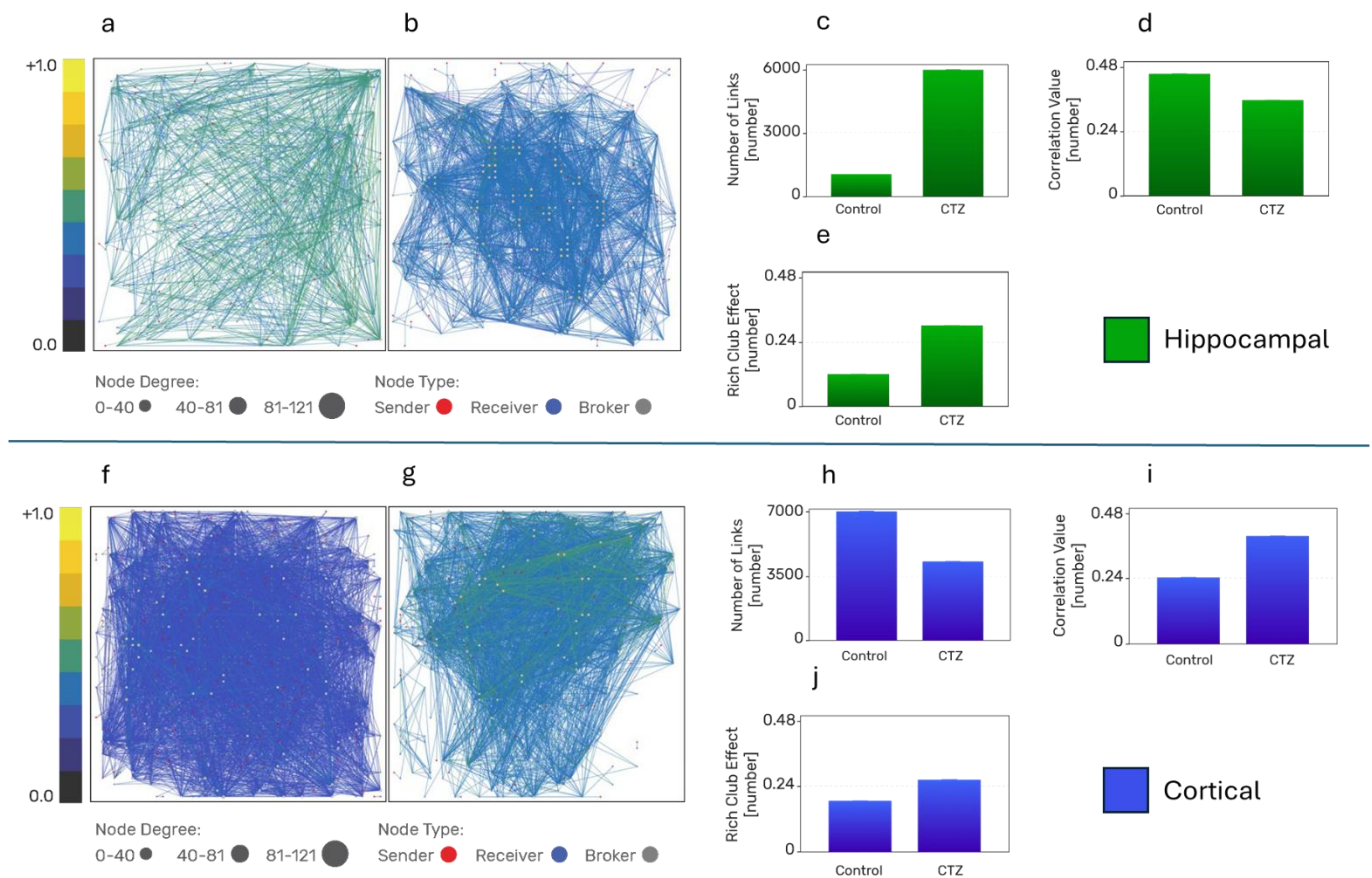 a
b
c
d
+1.0
0.0
Number of Links
[number]
6000
3000
0
Control CTZ
Correlation Value
[number]
0.48
0.24
0
Control CTZ
e
Rich Club Effect
[number]
0.48
0.24
0
Control CTZ
Hippocampal
Node Degree:
0–40 40–81 81–121
Node Type:
Sender Receiver Broker
f
g
h
i
+1.0
0.0
Number of Links
[number]
7000
3500
0
Control CTZ
Correlation Value
[number]
0.48
0.24
0
Control CTZ
j
Rich Club Effect
[number]
0.48
0.24
0
Control CTZ
Cortical
Node Degree:
0–40 40–81 81–121
Node Type:
Sender Receiver Broker